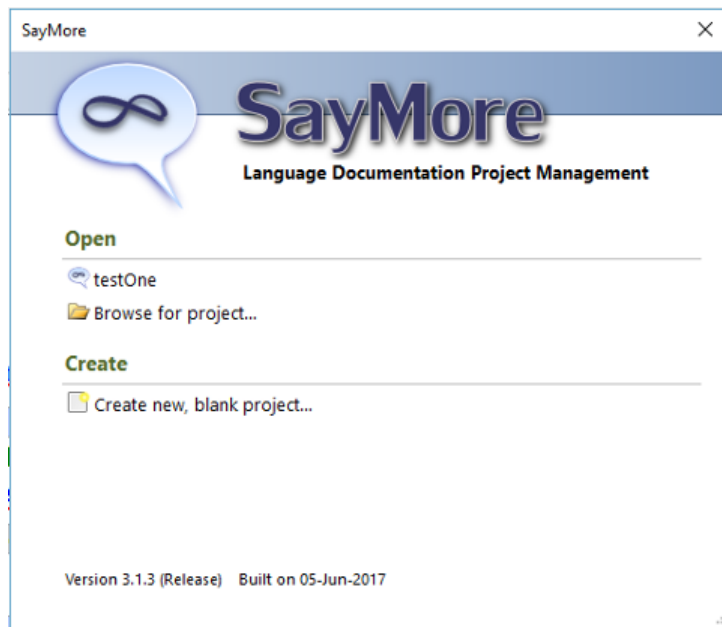 SayMore
SayMore
Language Documentation Project Management
Open
testOne
Browse for project...
Create
Create new, blank project...
Version 3.1.3 (Release) Built on 05-Jun-2017